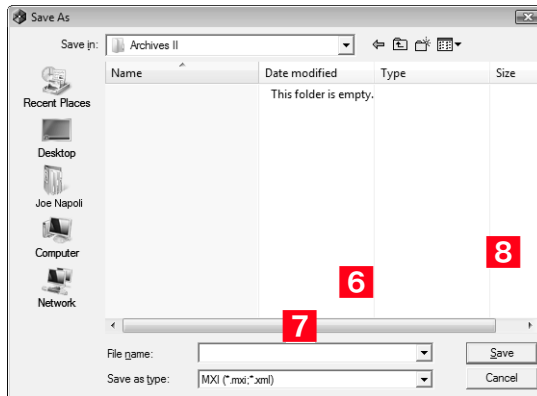 Save As
Save in: Archives II
Name Date modified Type Size
This folder is empty.
Recent Places
Desktop
Joe Napoli
Computer
Network
6
8
7
File name:
Save
Save as type: MXI (*.mxi;*.xml)
Cancel